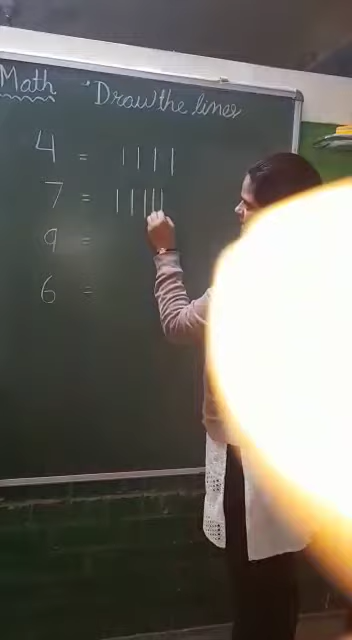 Math "Draw the lines
4 = | | | |
7 = | | | | |
9 =
6 =